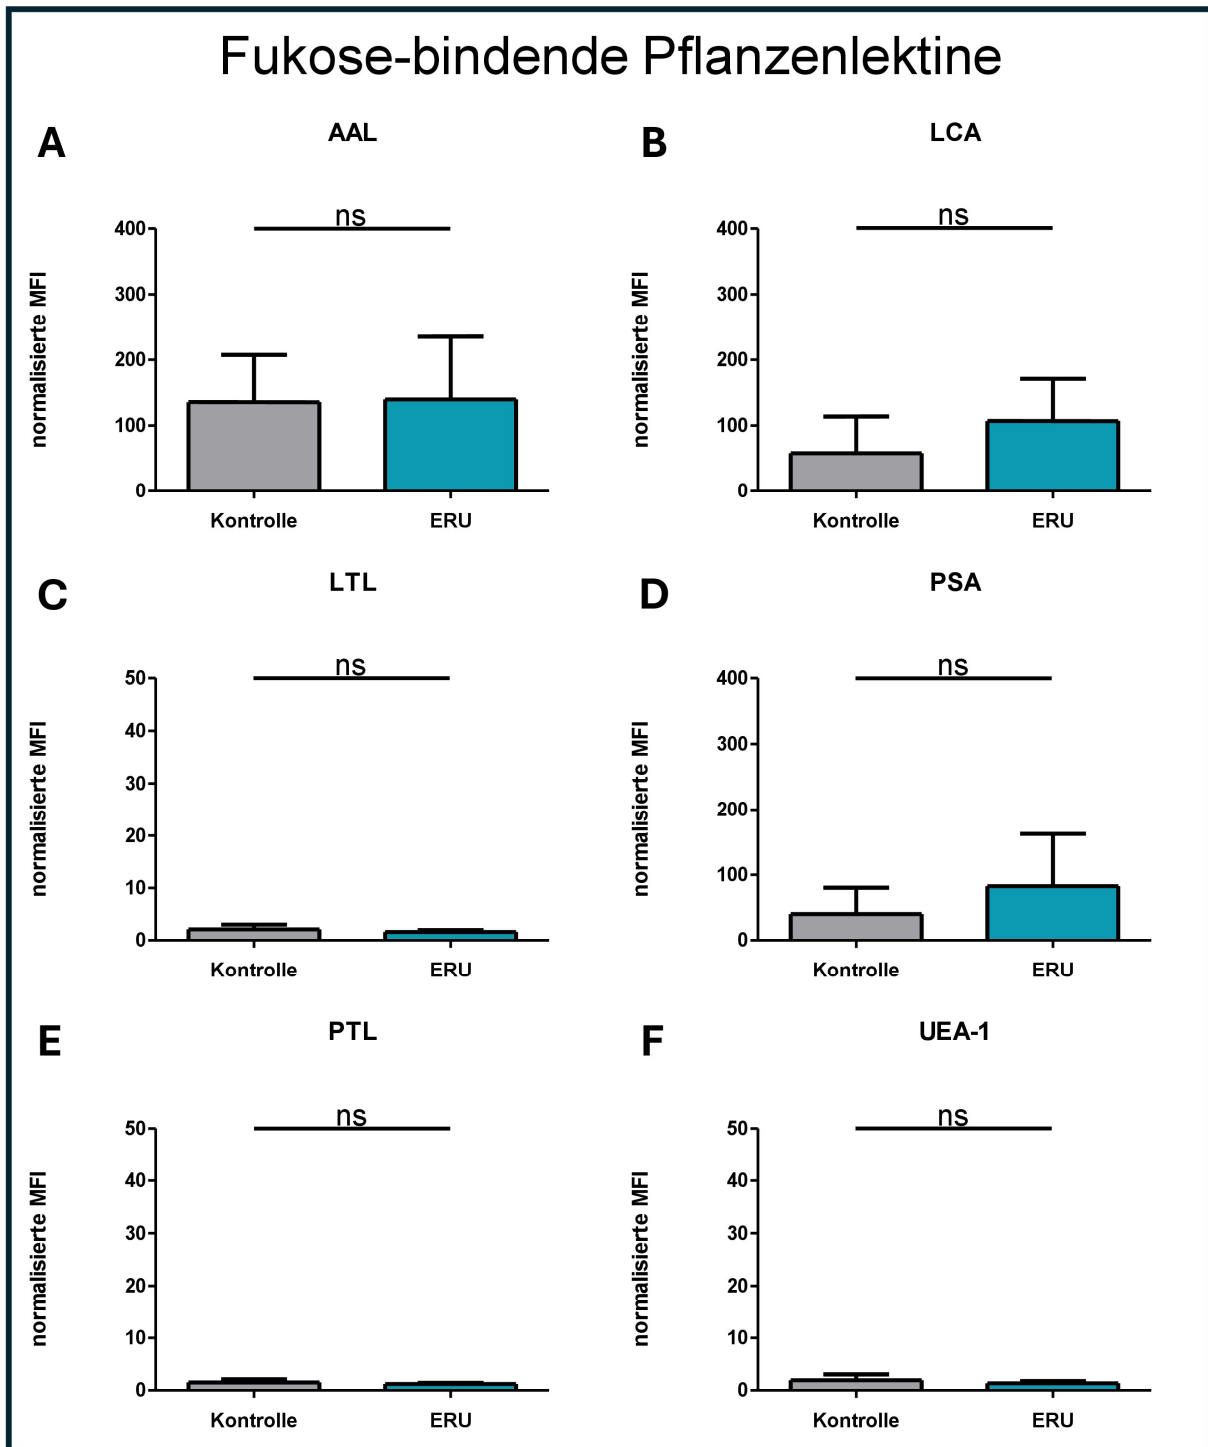 Fukose-bindende Pflanzenlektine
A
AAL
ns
normalisierte MFI
400
300
200
100
0
Kontrolle
ERU
B
LCA
ns
normalisierte MFI
400
300
200
100
0
Kontrolle
ERU
C
LTL
ns
normalisierte MFI
50
40
30
20
10
0
Kontrolle
ERU
D
PSA
ns
normalisierte MFI
400
300
200
100
0
Kontrolle
ERU
E
PTL
ns
normalisierte MFI
50
40
30
20
10
0
Kontrolle
ERU
F
UEA-1
ns
normalisierte MFI
50
40
30
20
10
0
Kontrolle
ERU